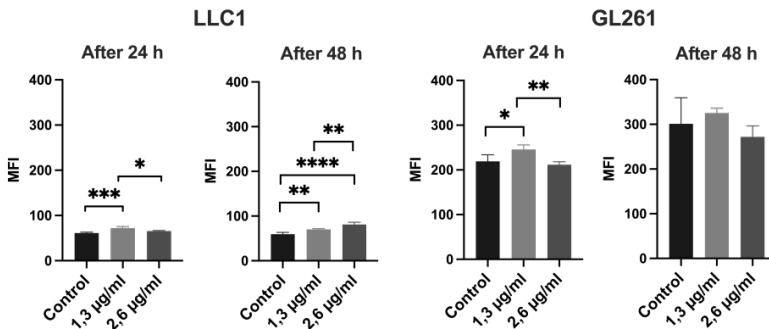 LLC1
GL261
After 24 h
After 48 h
After 24 h
After 48 h
MFI
400
300
200
100
0
***
*
Control
1,3 µg/ml
2,6 µg/ml
MFI
400
300
200
100
0
**
****
**
Control
1,3 µg/ml
2,6 µg/ml
MFI
400
300
200
100
0
*
**
Control
1,3 µg/ml
2,6 µg/ml
MFI
400
300
200
100
0
Control
1,3 µg/ml
2,6 µg/ml